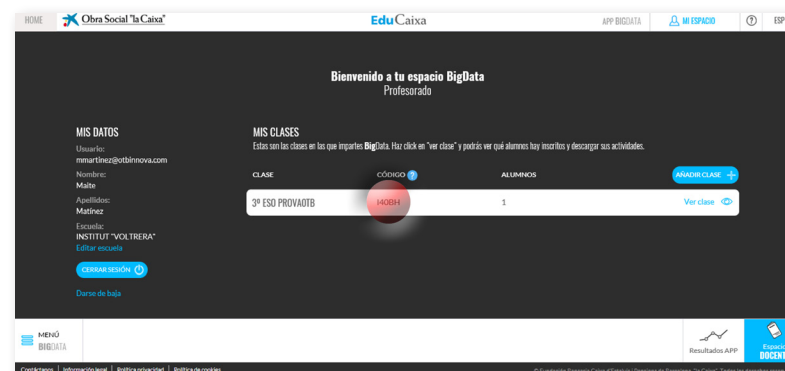 HOME
Obra Social "la Caixa"
EduCaixa
APP BIGDATA
MI ESPACIO
?
ESP
Bienvenido a tu espacio BigData
Profesorado
MIS DATOS
Usuario:
mmartinez@otbinnova.com
Nombre:
Maite
Apellidos:
Matínez
Escuela:
INSTITUT "VOLTRERA"
Editar escuela
CERRAR SESIÓN
Darse de baja
MIS CLASES
Estas son las clases en las que impartes BigData. Haz click en "ver clase" y podrás ver qué alumnos hay inscritos y descargar sus actividades.
CLASE
CÓDIGO ?
ALUMNOS
AÑADIR CLASE +
3º ESO PROVAOTB
I40BH
1
Ver clase
MENÚ
BIGDATA
Resultados APP
Espacio
DOCENT
Contáctanos | Información legal | Política privacidad | Política de cookies